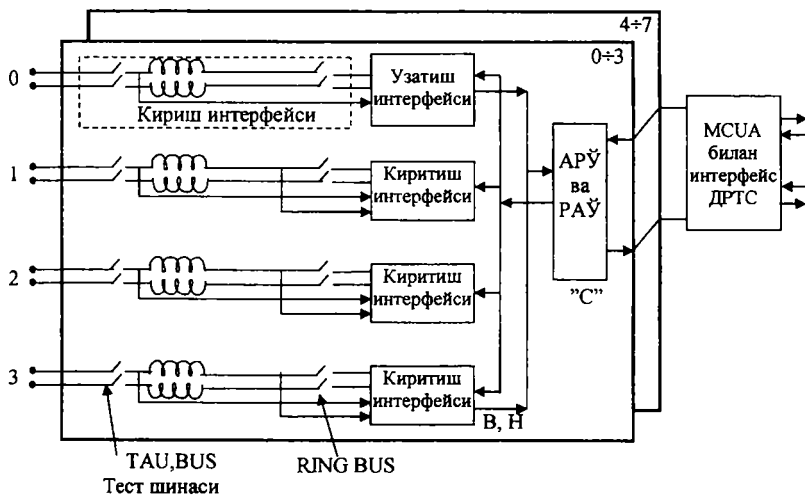 4÷7
0÷3
0
Кириш интерфейси
Узатиш
интерфейси
1
Киритиш
интерфейси
АРЎ
ва
РАЎ
"С"
MCUA
билан
интерфейс
ДРТС
2
Киритиш
интерфейси
3
Киритиш
интерфейси
В, Н
TAU,BUS
Тест шинаси
RING BUS